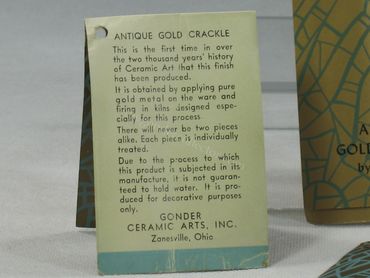 ANTIQUE GOLD CRACKLE
This is the first time in over
the two thousand years' history
of Ceramic Art that this finish
has been produced.
It is obtained by applying pure
gold metal on the ware and
firing in kilns designed espe-
cially for this process.
There will never be two pieces
alike. Each piece is individually
treated.
Due to the process to which
this product is subjected in its
manufacture, it is not guaran-
teed to hold water. It is pro-
duced for decorative purposes
only.
GONDER
CERAMIC ARTS, INC.
Zanesville, Ohio
A
GOLD
by